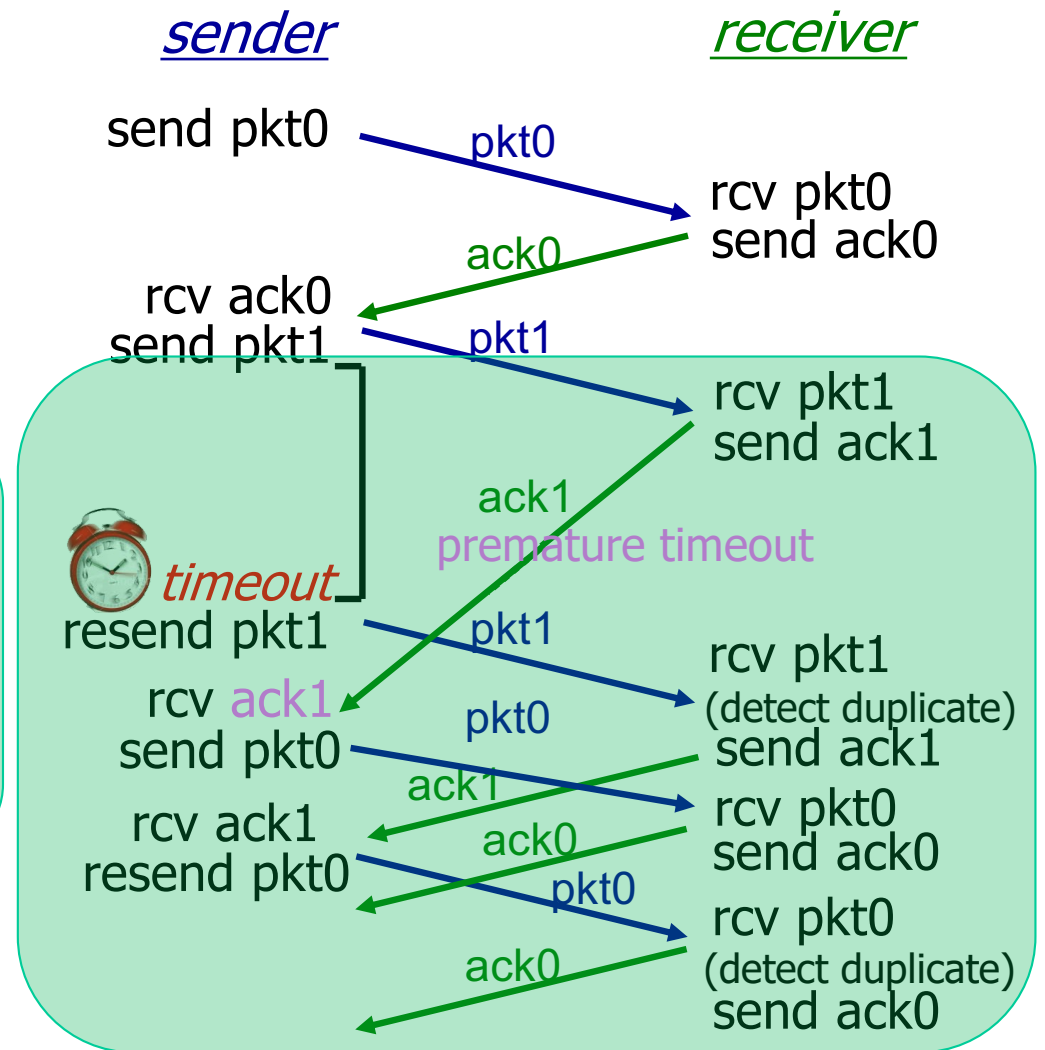 sender
receiver
send pkt0
pkt0
rcv pkt0
send ack0
ack0
rcv ack0
send pkt1
pkt1
rcv pkt1
send ack1
ack1
premature timeout
timeout
resend pkt1
pkt1
rcv pkt1
(detect duplicate)
send ack1
rcv ack1
send pkt0
pkt0
ack1
rcv pkt0
send ack0
rcv ack1
resend pkt0
ack0
pkt0
rcv pkt0
(detect duplicate)
send ack0
ack0